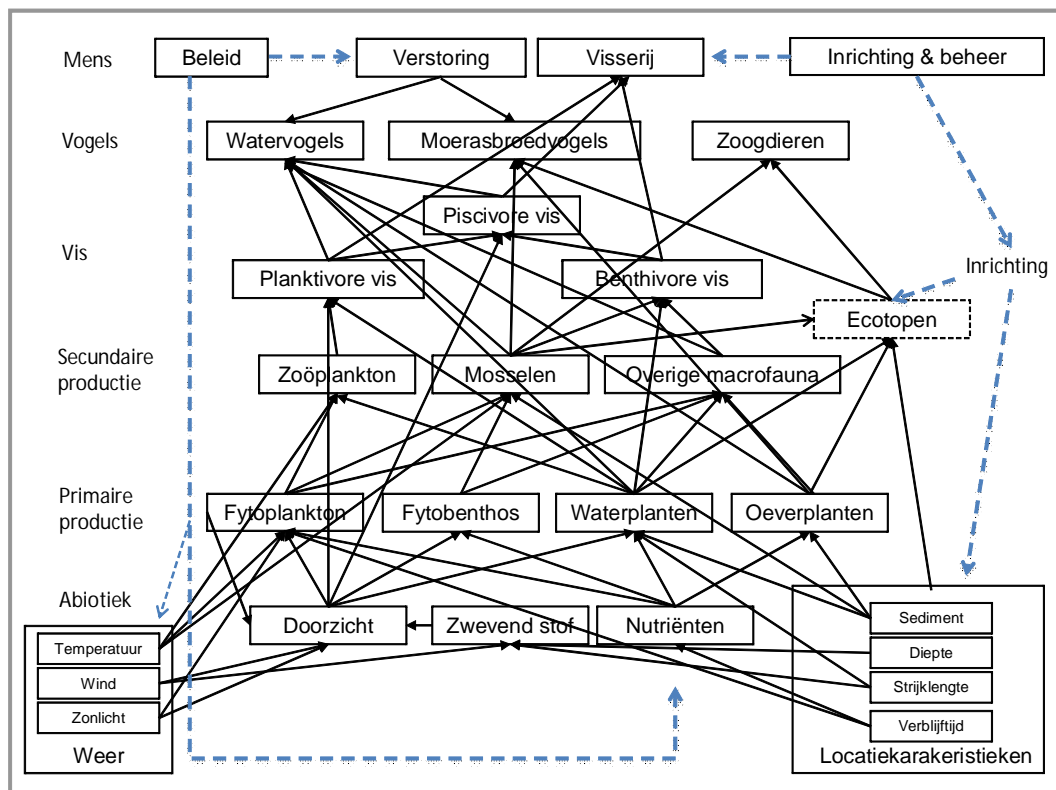 Mens
Beleid
Verstoring
Visserij
Inrichting & beheer
Vogels
Watervogels
Moerasbroedvogels
Zoogdieren
Piscivore vis
Vis
Planktivore vis
Benthivore vis
Inrichting
Ecotopen
Secundaire
productie
Zoöplankton
Mosselen
Overige macrofauna
Primaire
productie
Fytoplankton
Fytobenthos
Waterplanten
Oeverplanten
Abiotiek
Doorzicht
Zwevend stof
Nutriënten
Sediment
Temperatuur
Diepte
Wind
Strijklengte
Zonlicht
Verblijftijd
Weer
Locatiekarakeristieken